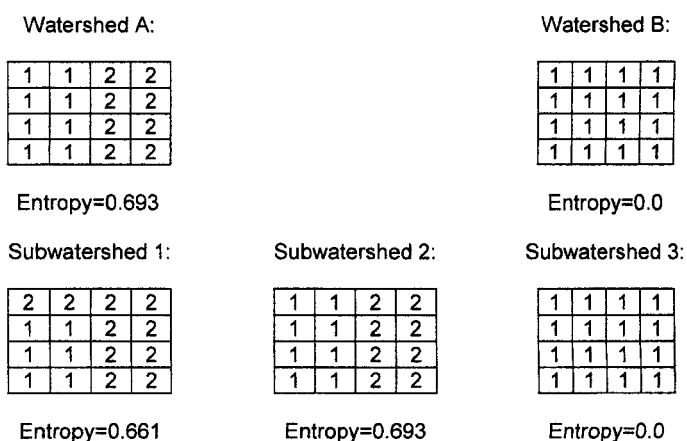 Watershed A:
Watershed B:
1 1 2 2
1 1 2 2
1 1 2 2
1 1 2 2
1 1 1 1
1 1 1 1
1 1 1 1
1 1 1 1
Entropy=0.693
Entropy=0.0
Subwatershed 1:
Subwatershed 2:
Subwatershed 3:
2 2 2 2
1 1 2 2
1 1 2 2
1 1 2 2
1 1 2 2
1 1 2 2
1 1 2 2
1 1 2 2
1 1 1 1
1 1 1 1
1 1 1 1
1 1 1 1
Entropy=0.661
Entropy=0.693
Entropy=0.0